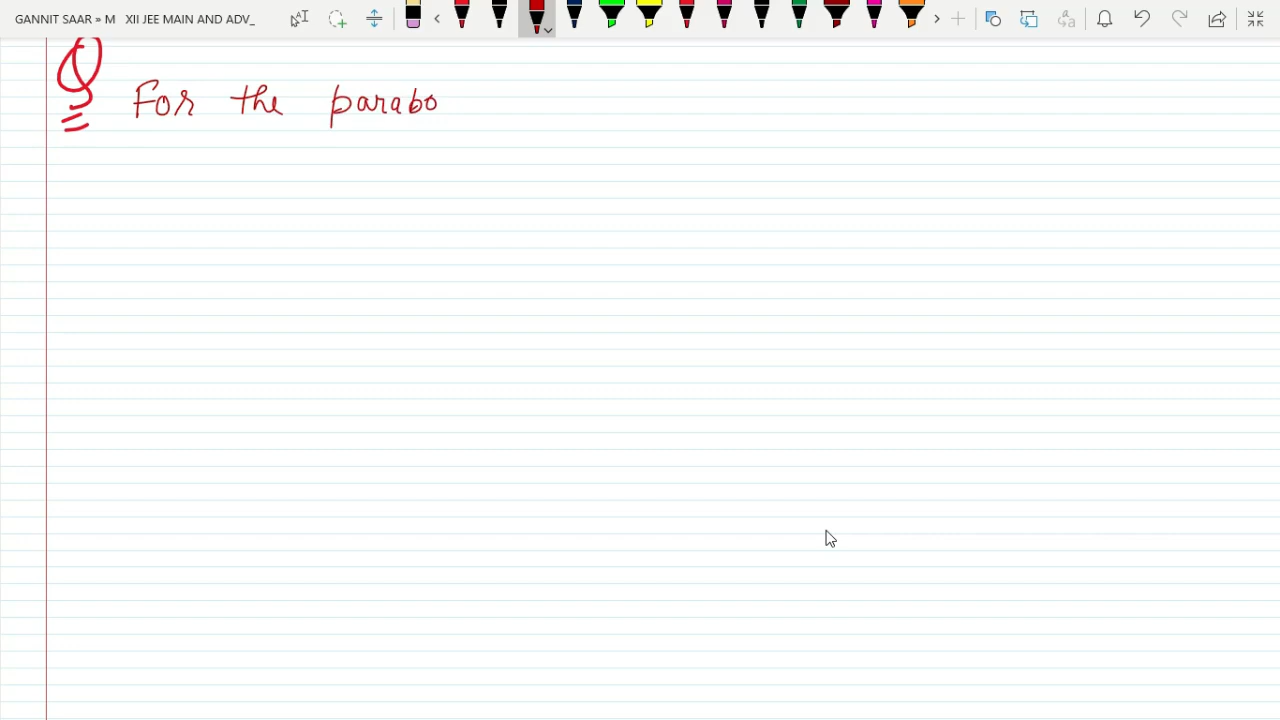 GANNIT SAAR » M XII JEE MAIN AND ADV_
Q For the parabo